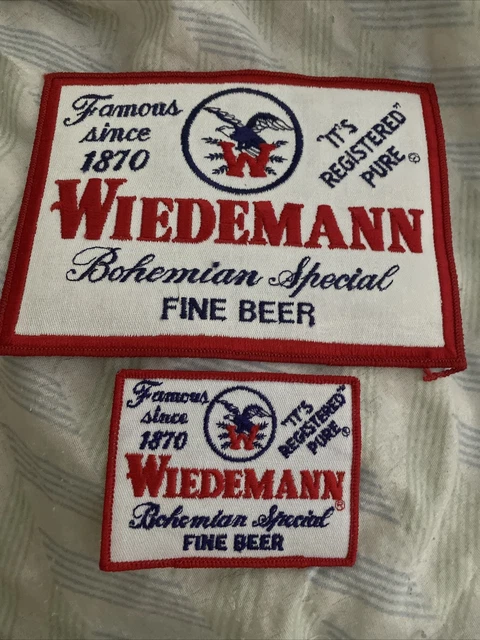 Famous
since
1870
W
"IT'S
REGISTERED"
PURE®
WIEDEMANN
Bohemian Special
FINE BEER
Famous
since
1870
W
"IT'S
REGISTERED"
PURE®
WIEDEMANN®
Bohemian Special
FINE BEER